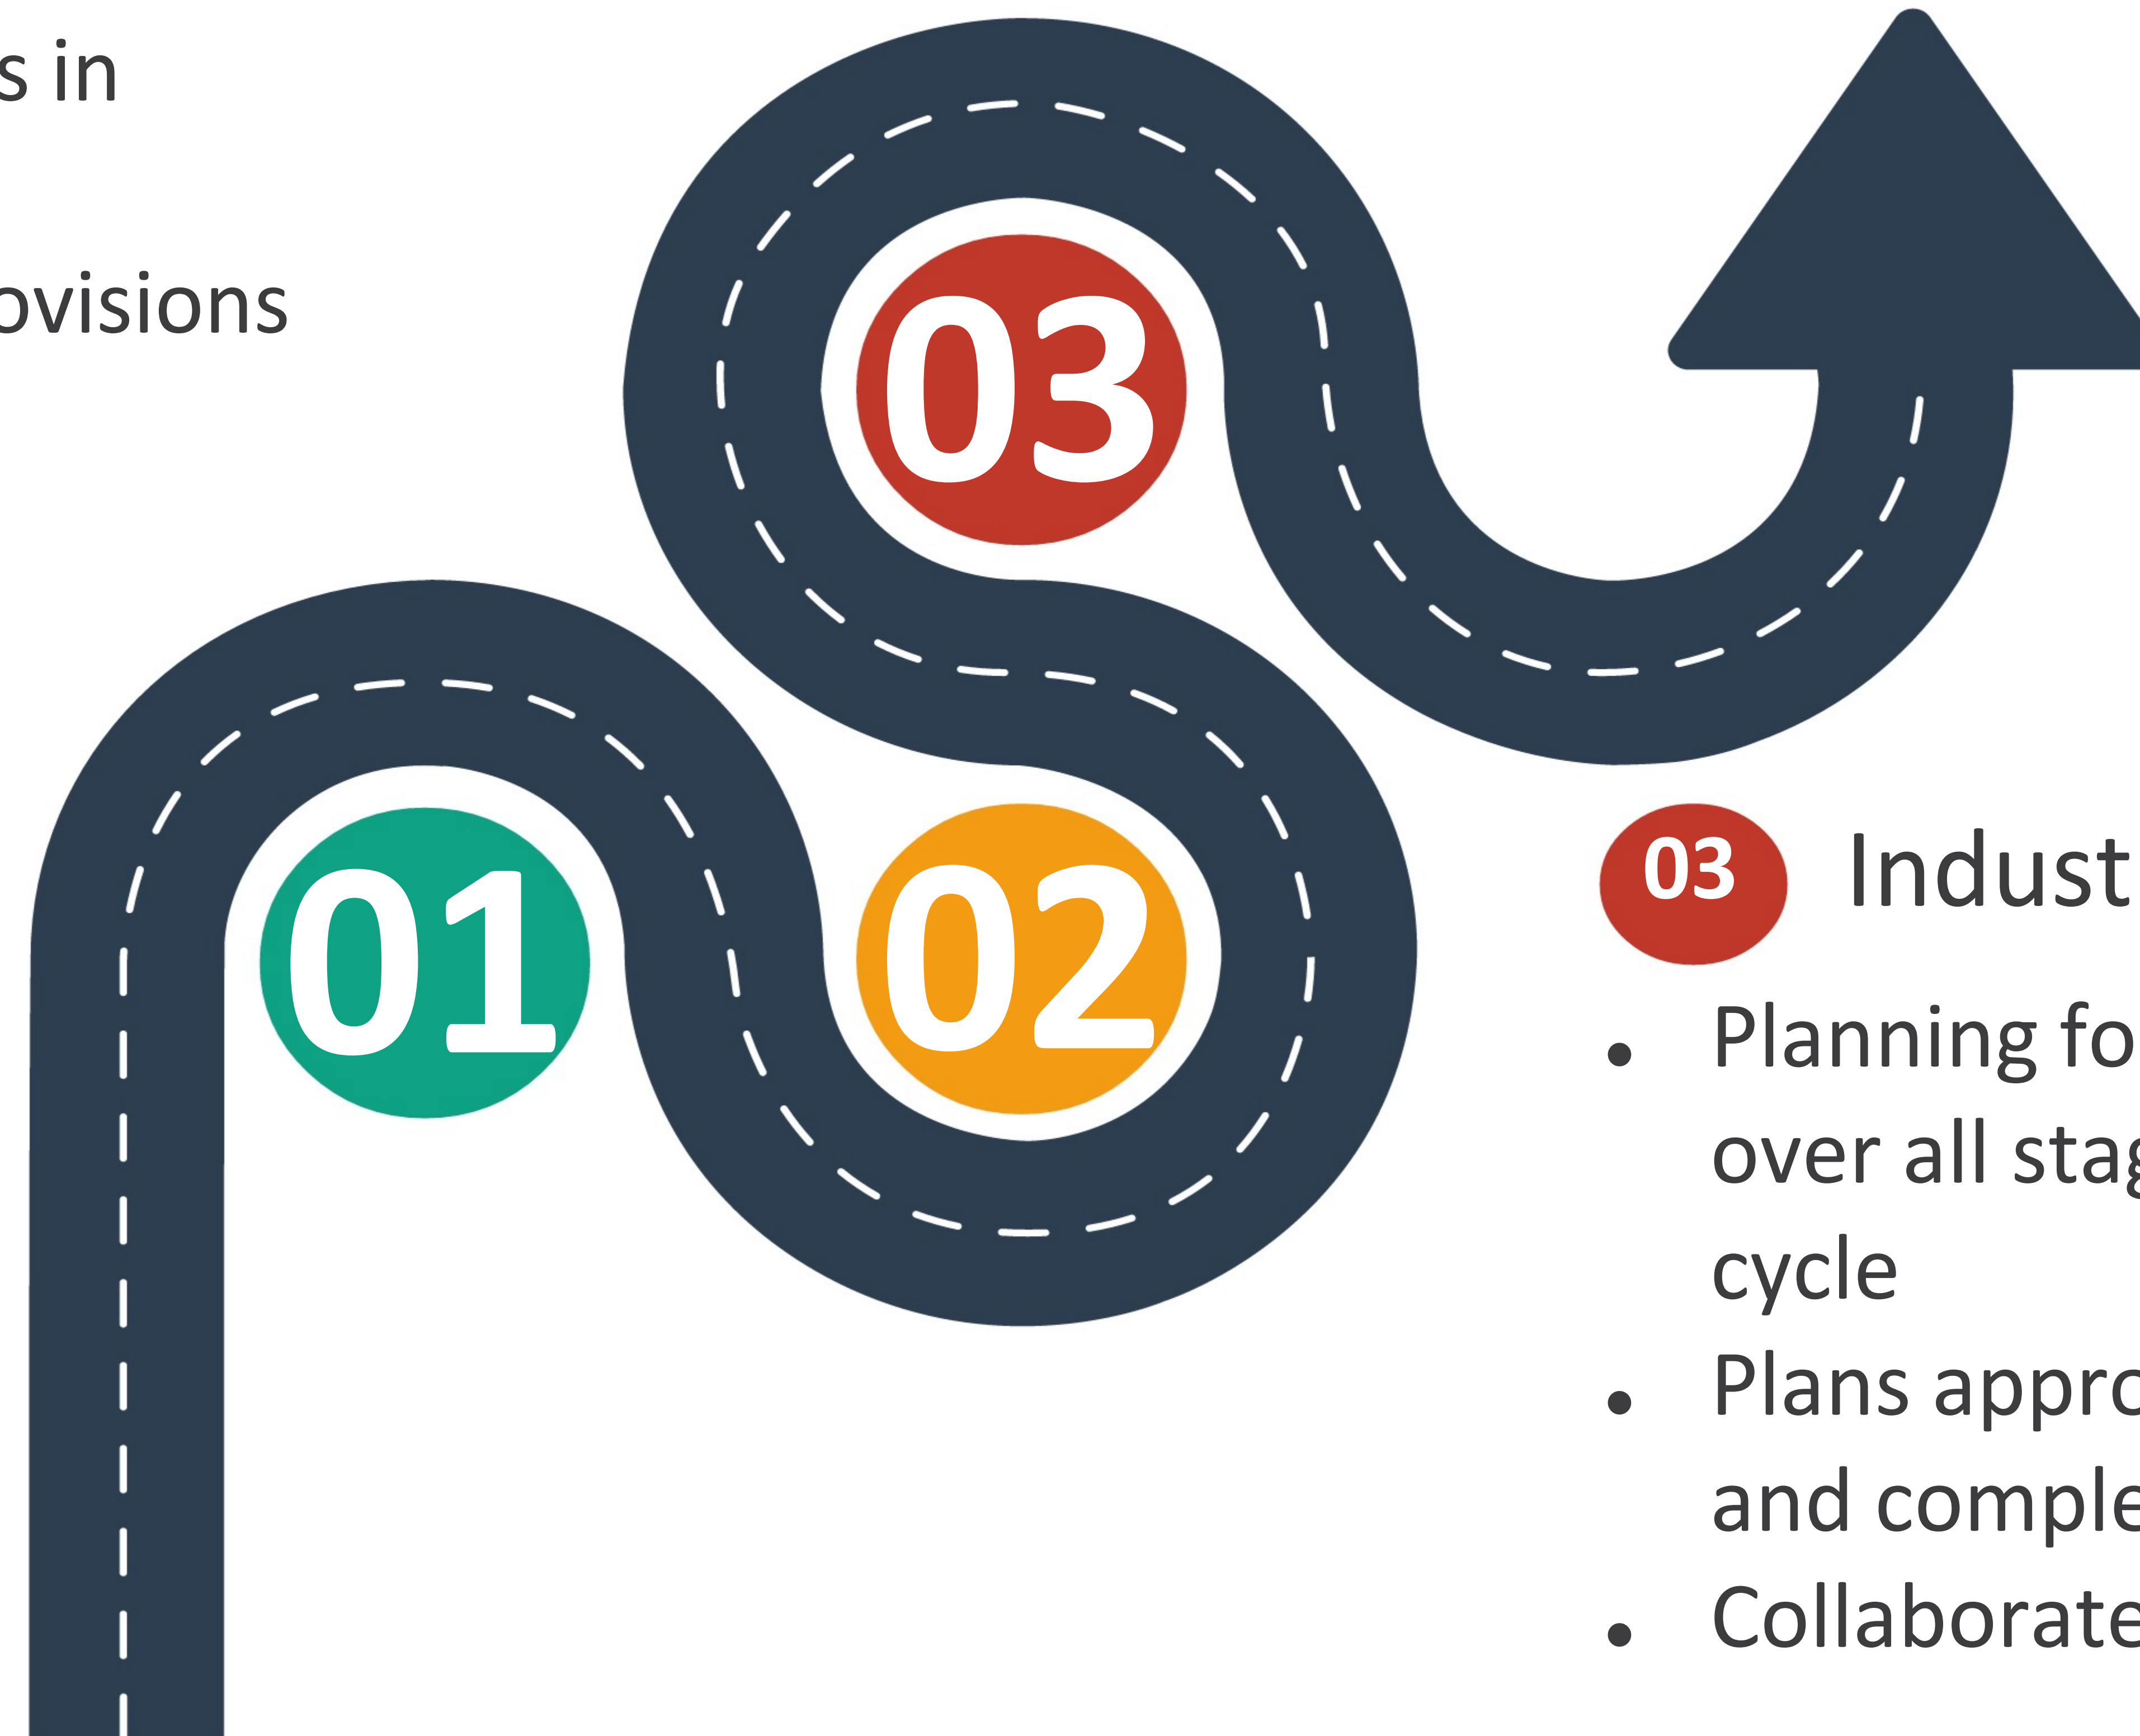 s in
ovisions
03
01
02
03 Indust
Planning fo
over all stag
cycle
Plans appro
and comple
Collaborate